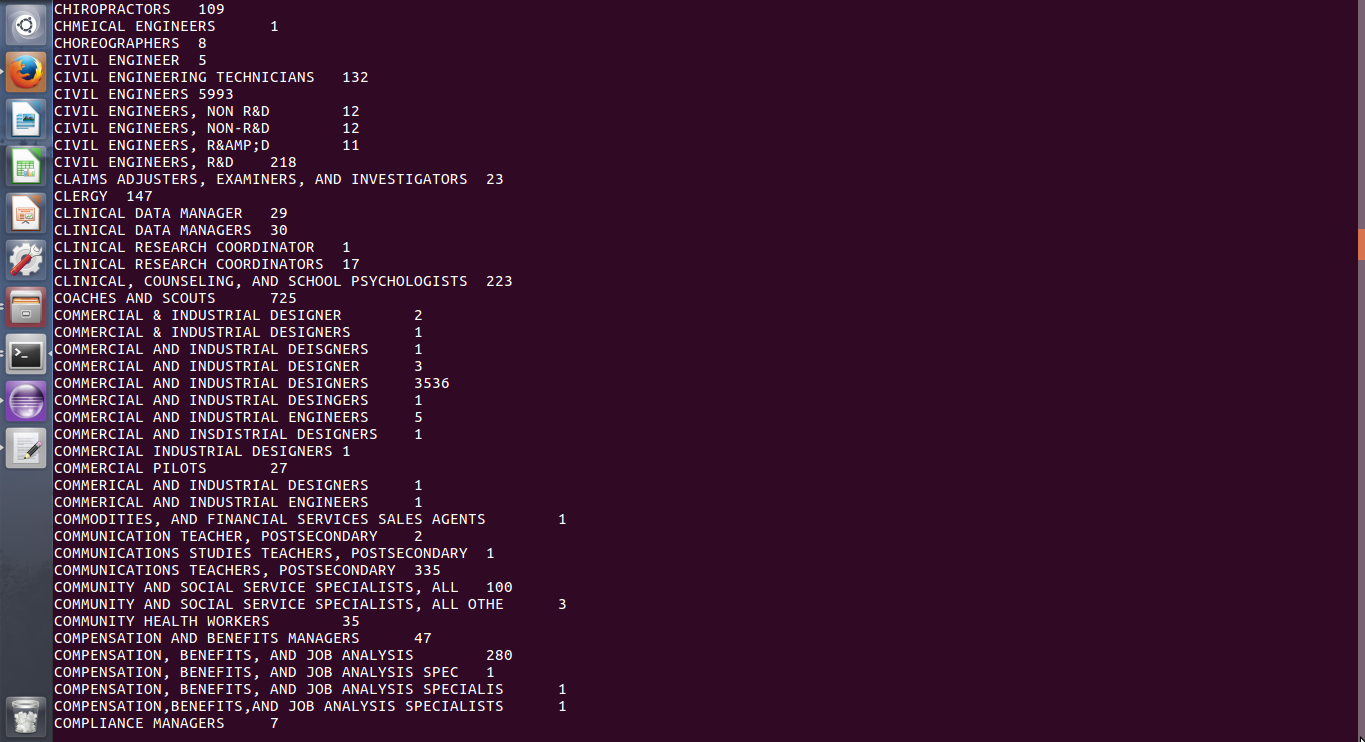 CHIROPRACTORS 109
CHMEICAL ENGINEERS 1
CHOREOGRAPHERS 8
CIVIL ENGINEER 5
CIVIL ENGINEERING TECHNICIANS 132
CIVIL ENGINEERS 5993
CIVIL ENGINEERS, NON R&D 12
CIVIL ENGINEERS, NON-R&D 12
CIVIL ENGINEERS, R&AMP;D 11
CIVIL ENGINEERS, R&D 218
CLAIMS ADJUSTERS, EXAMINERS, AND INVESTIGATORS 23
CLERGY 147
CLINICAL DATA MANAGER 29
CLINICAL DATA MANAGERS 30
CLINICAL RESEARCH COORDINATOR 1
CLINICAL RESEARCH COORDINATORS 17
CLINICAL, COUNSELING, AND SCHOOL PSYCHOLOGISTS 223
COACHES AND SCOUTS 725
COMMERCIAL & INDUSTRIAL DESIGNER 2
COMMERCIAL & INDUSTRIAL DESIGNERS 1
COMMERCIAL AND INDUSTRIAL DEISGNERS 1
COMMERCIAL AND INDUSTRIAL DESIGNER 3
COMMERCIAL AND INDUSTRIAL DESIGNERS 3536
COMMERCIAL AND INDUSTRIAL DESINGERS 1
COMMERCIAL AND INDUSTRIAL ENGINEERS 5
COMMERCIAL AND INSDISTRIAL DESIGNERS 1
COMMERCIAL INDUSTRIAL DESIGNERS 1
COMMERCIAL PILOTS 27
COMMERICAL AND INDUSTRIAL DESIGNERS 1
COMMERICAL AND INDUSTRIAL ENGINEERS 1
COMMODITIES, AND FINANCIAL SERVICES SALES AGENTS 1
COMMUNICATION TEACHER, POSTSECONDARY 2
COMMUNICATIONS STUDIES TEACHERS, POSTSECONDARY 1
COMMUNICATIONS TEACHERS, POSTSECONDARY 335
COMMUNITY AND SOCIAL SERVICE SPECIALISTS, ALL 100
COMMUNITY AND SOCIAL SERVICE SPECIALISTS, ALL OTHE 3
COMMUNITY HEALTH WORKERS 35
COMPENSATION AND BENEFITS MANAGERS 47
COMPENSATION, BENEFITS, AND JOB ANALYSIS 280
COMPENSATION, BENEFITS, AND JOB ANALYSIS SPEC 1
COMPENSATION, BENEFITS, AND JOB ANALYSIS SPECIALIS 1
COMPENSATION,BENEFITS,AND JOB ANALYSIS SPECIALISTS 1
COMPLIANCE MANAGERS 7